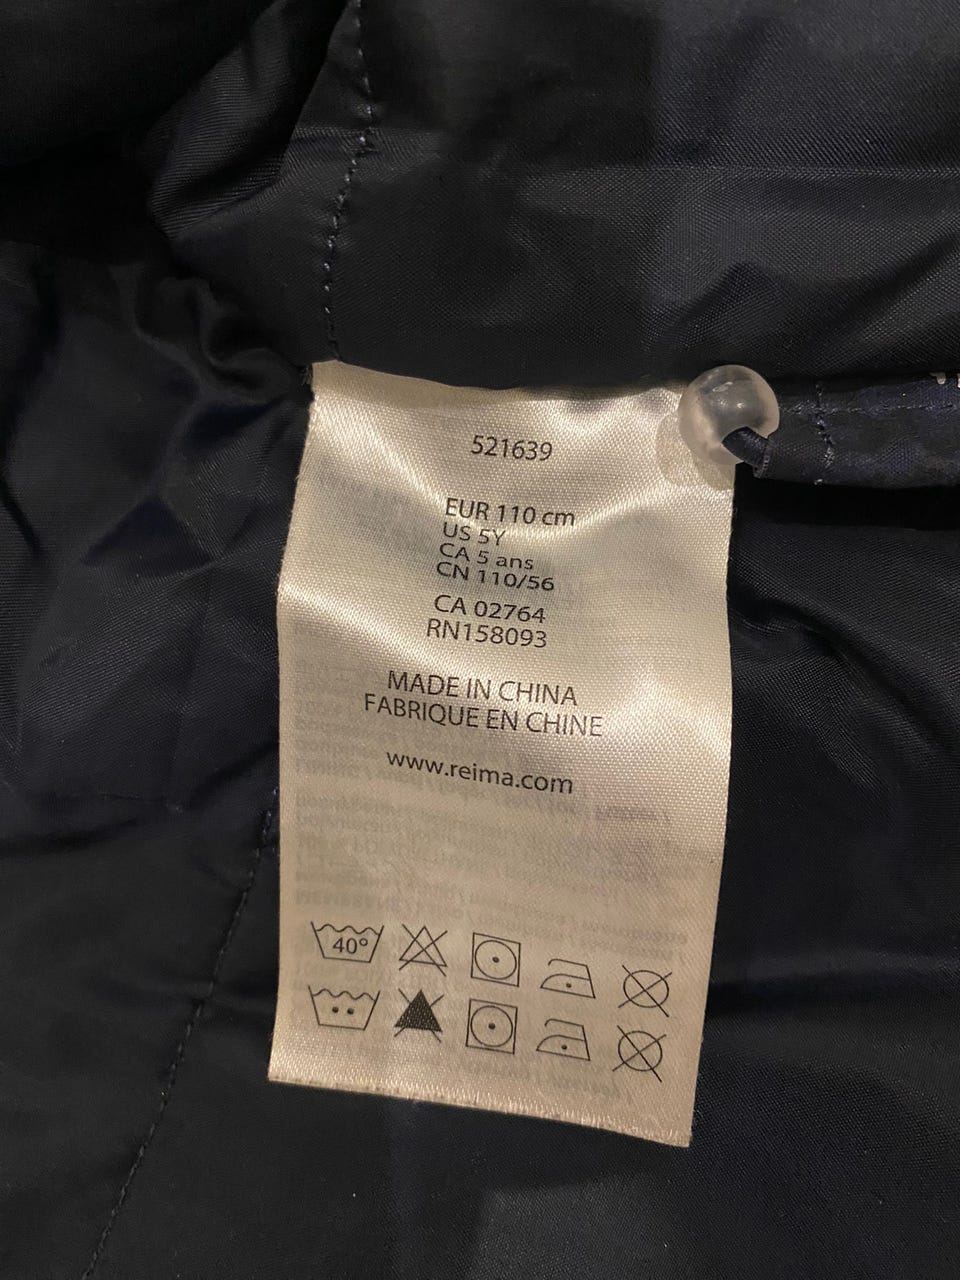 521639
EUR 110 cm
US 5Y
CA 5 ans
CN 110/56
CA 02764
RN158093
MADE IN CHINA
FABRIQUE EN CHINE
www.reima.com
40°